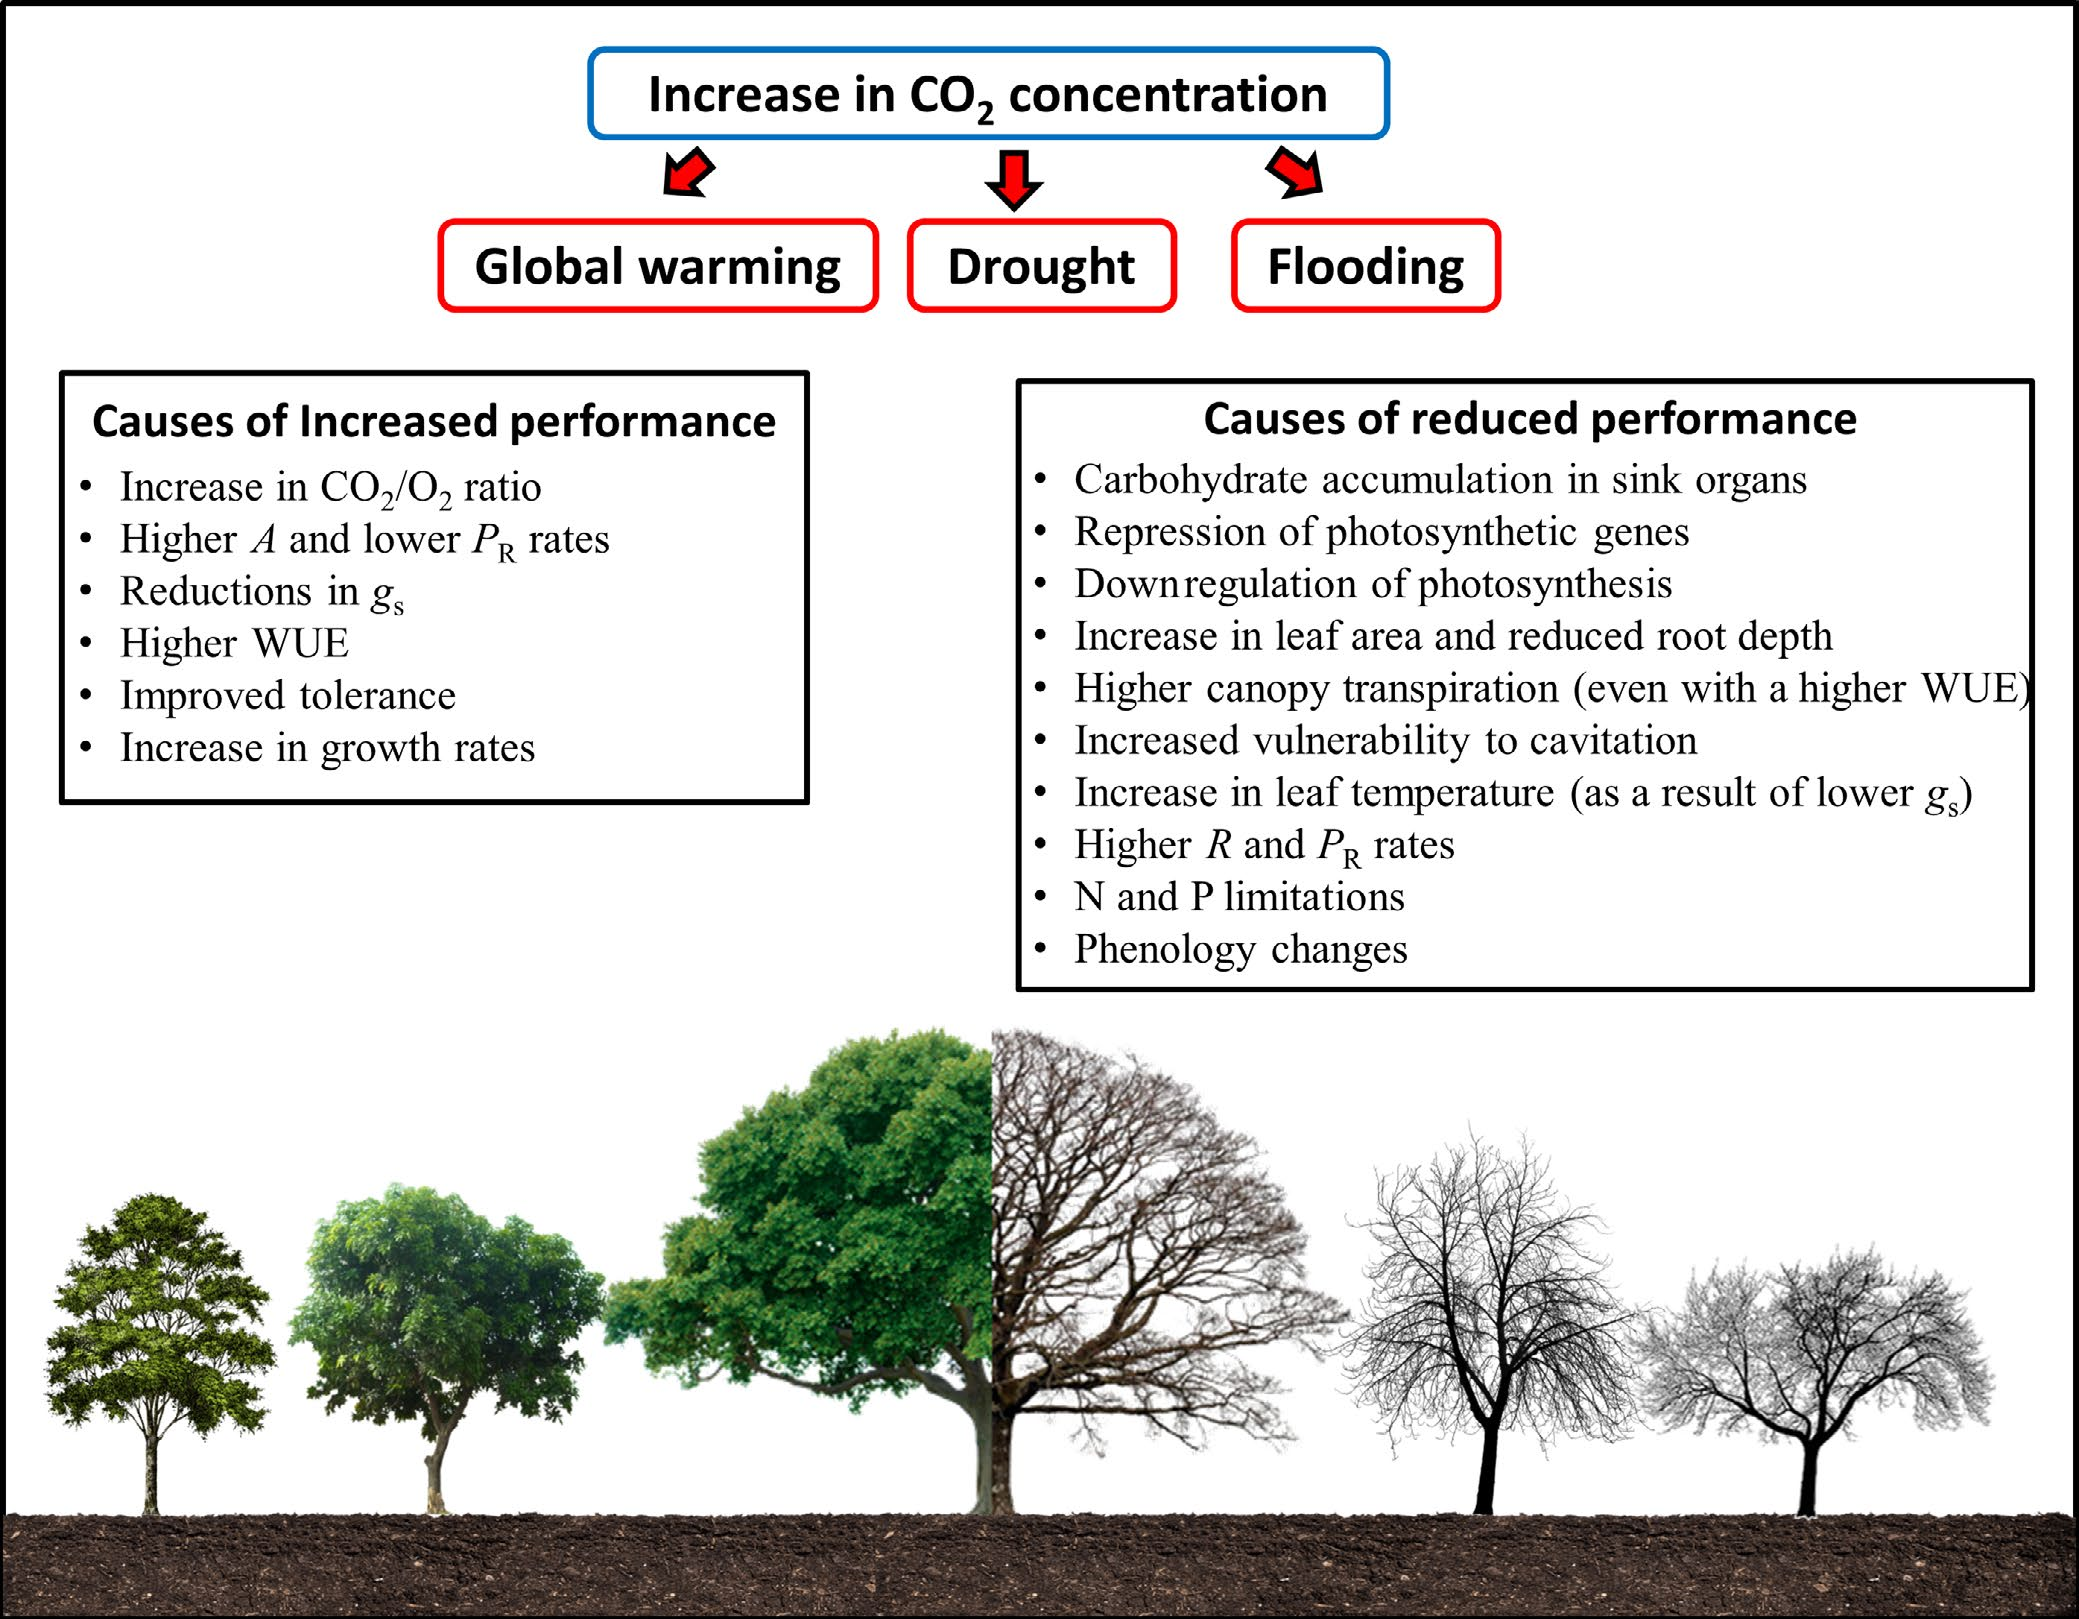 Increase in CO₂ concentration
Global warming
Drought
Flooding
Causes of Increased performance
• Increase in CO₂/O₂ ratio
• Higher A and lower P_R rates
• Reductions in g_s
• Higher WUE
• Improved tolerance
• Increase in growth rates
Causes of reduced performance
• Carbohydrate accumulation in sink organs
• Repression of photosynthetic genes
• Downregulation of photosynthesis
• Increase in leaf area and reduced root depth
• Higher canopy transpiration (even with a higher WUE)
• Increased vulnerability to cavitation
• Increase in leaf temperature (as a result of lower g_s)
• Higher R and P_R rates
• N and P limitations
• Phenology changes